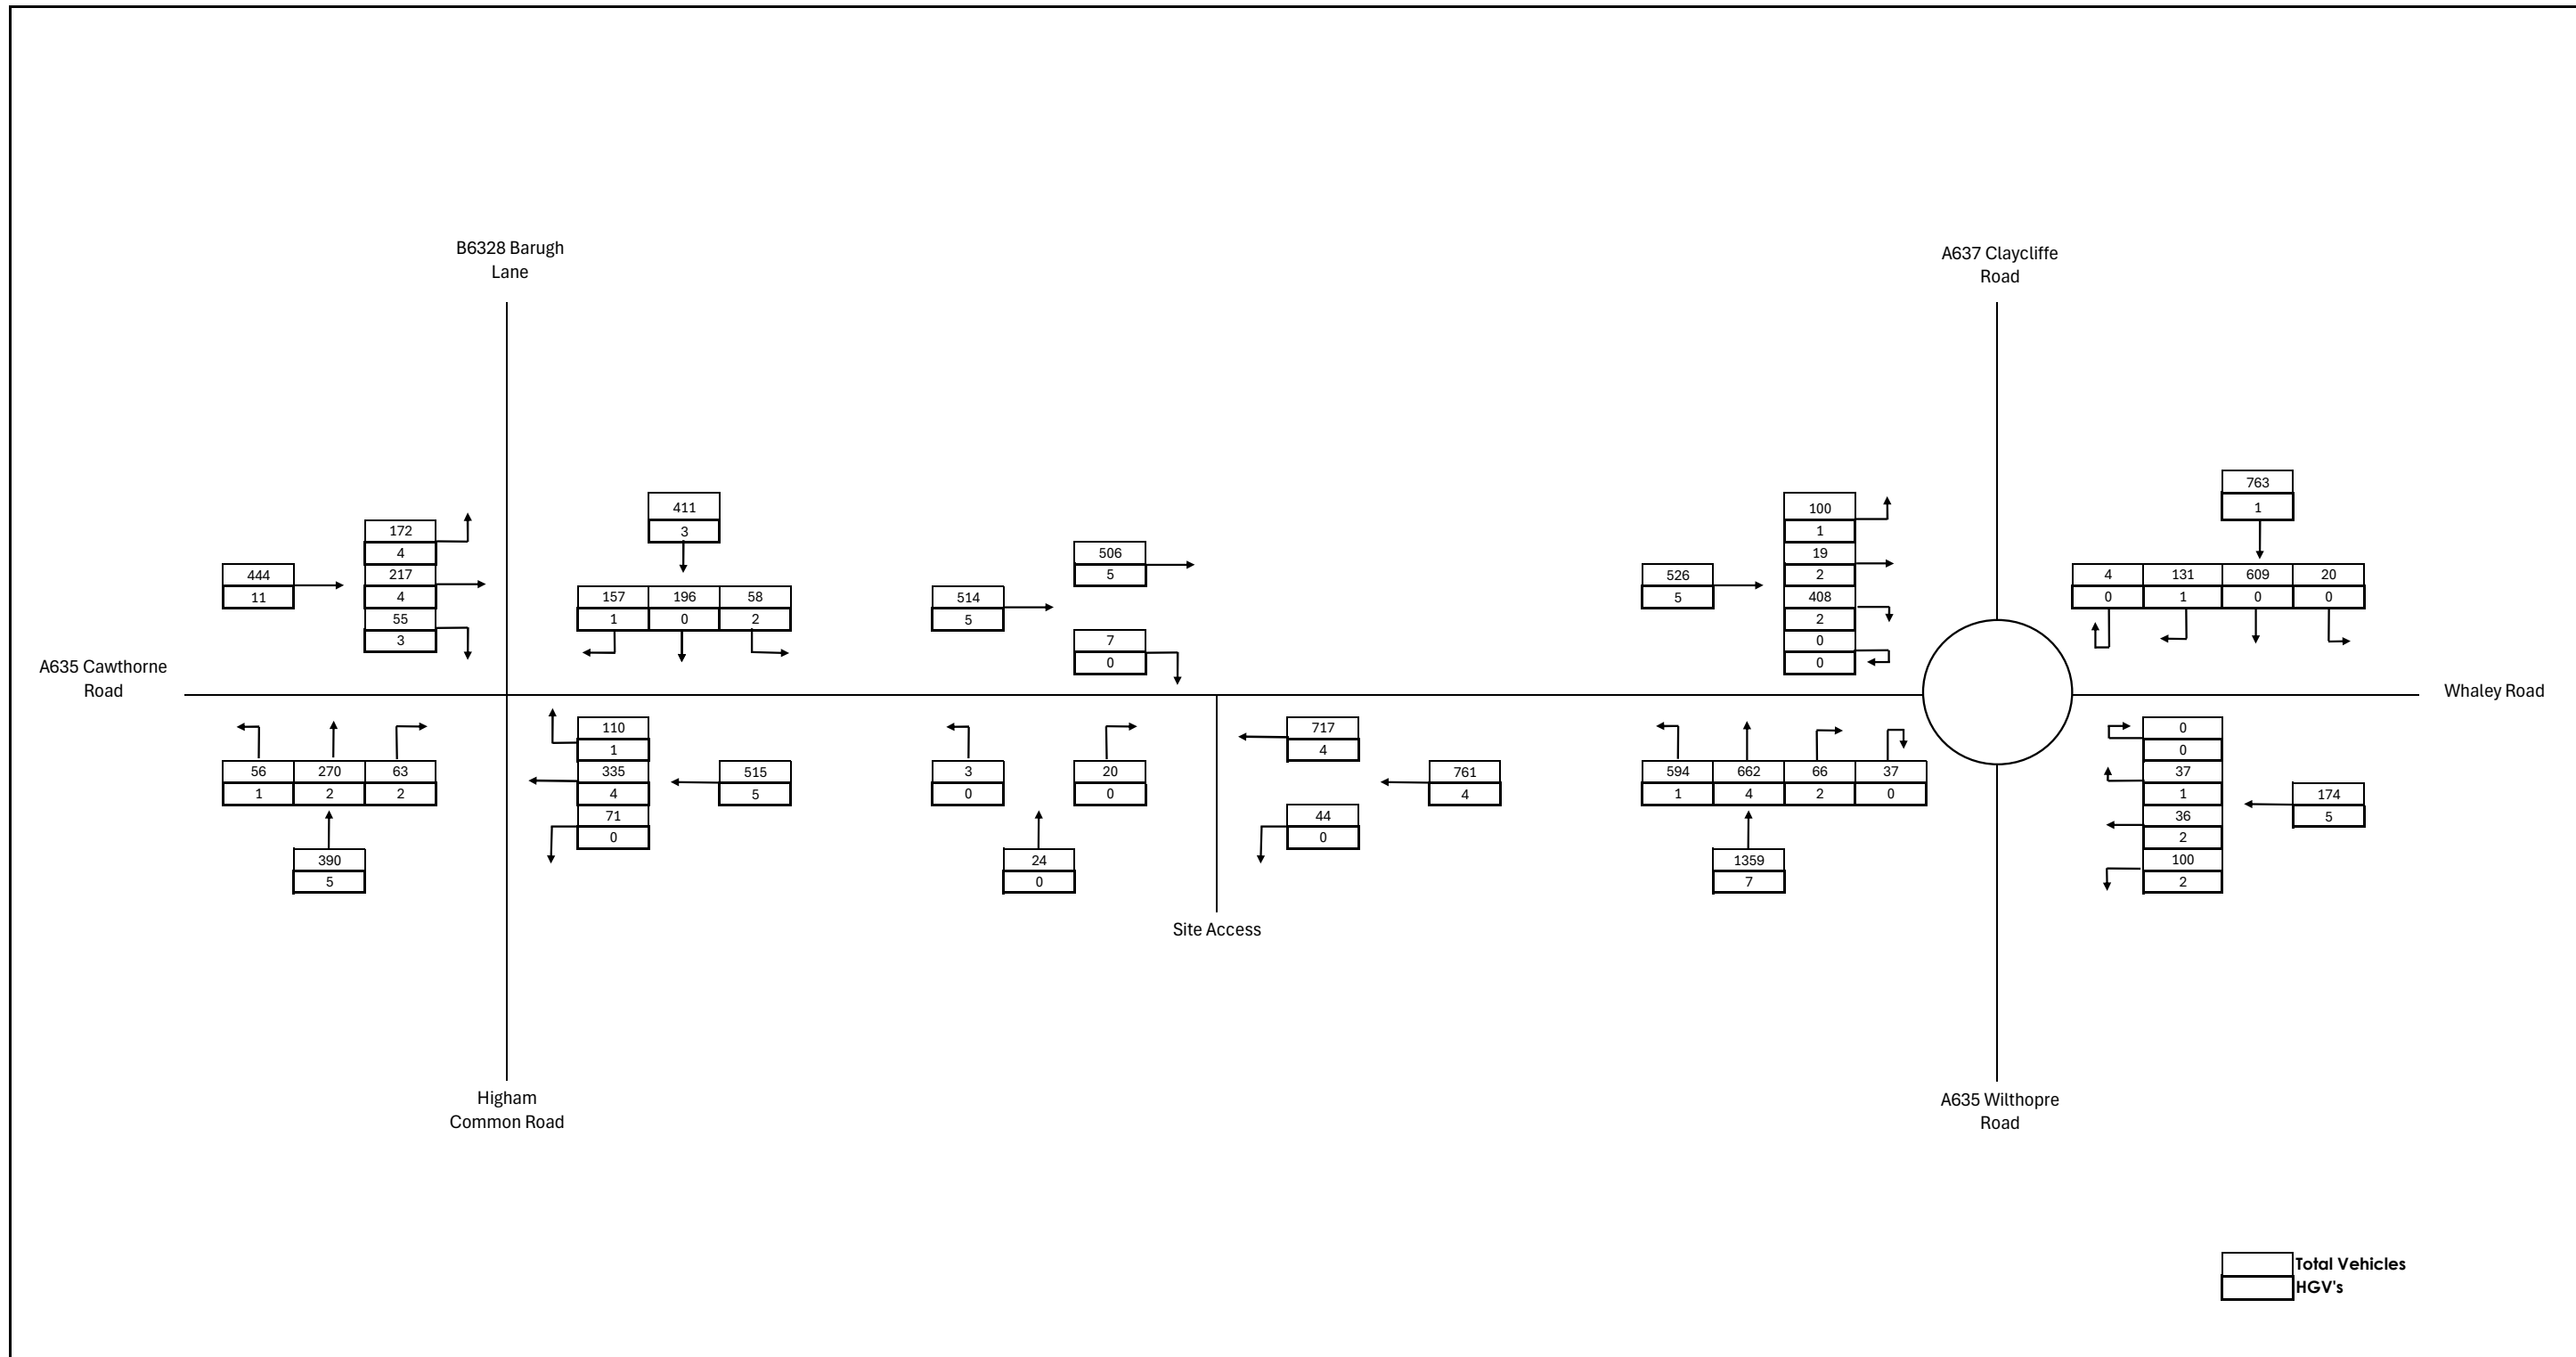 B6328 Barugh
Lane
A637 Claycliffe
Road
172
4
217
4
55
3
444
11
411
3
157 196 58
1 0 2
514
5
506
5
7
0
526
5
100
1
19
2
408
2
0
0
763
1
4 131 609 20
0 1 0 0
A635 Cawthorne
Road
Whaley Road
56 270 63
1 2 2
390
5
110
1
335
4
71
0
515
5
3
0
20
0
24
0
717
4
44
0
761
4
594 662 66 37
1 4 2 0
1359
7
0
0
37
1
36
2
100
2
174
5
Site Access
Higham
Common Road
A635 Wilthopre
Road
Total Vehicles
HGV's